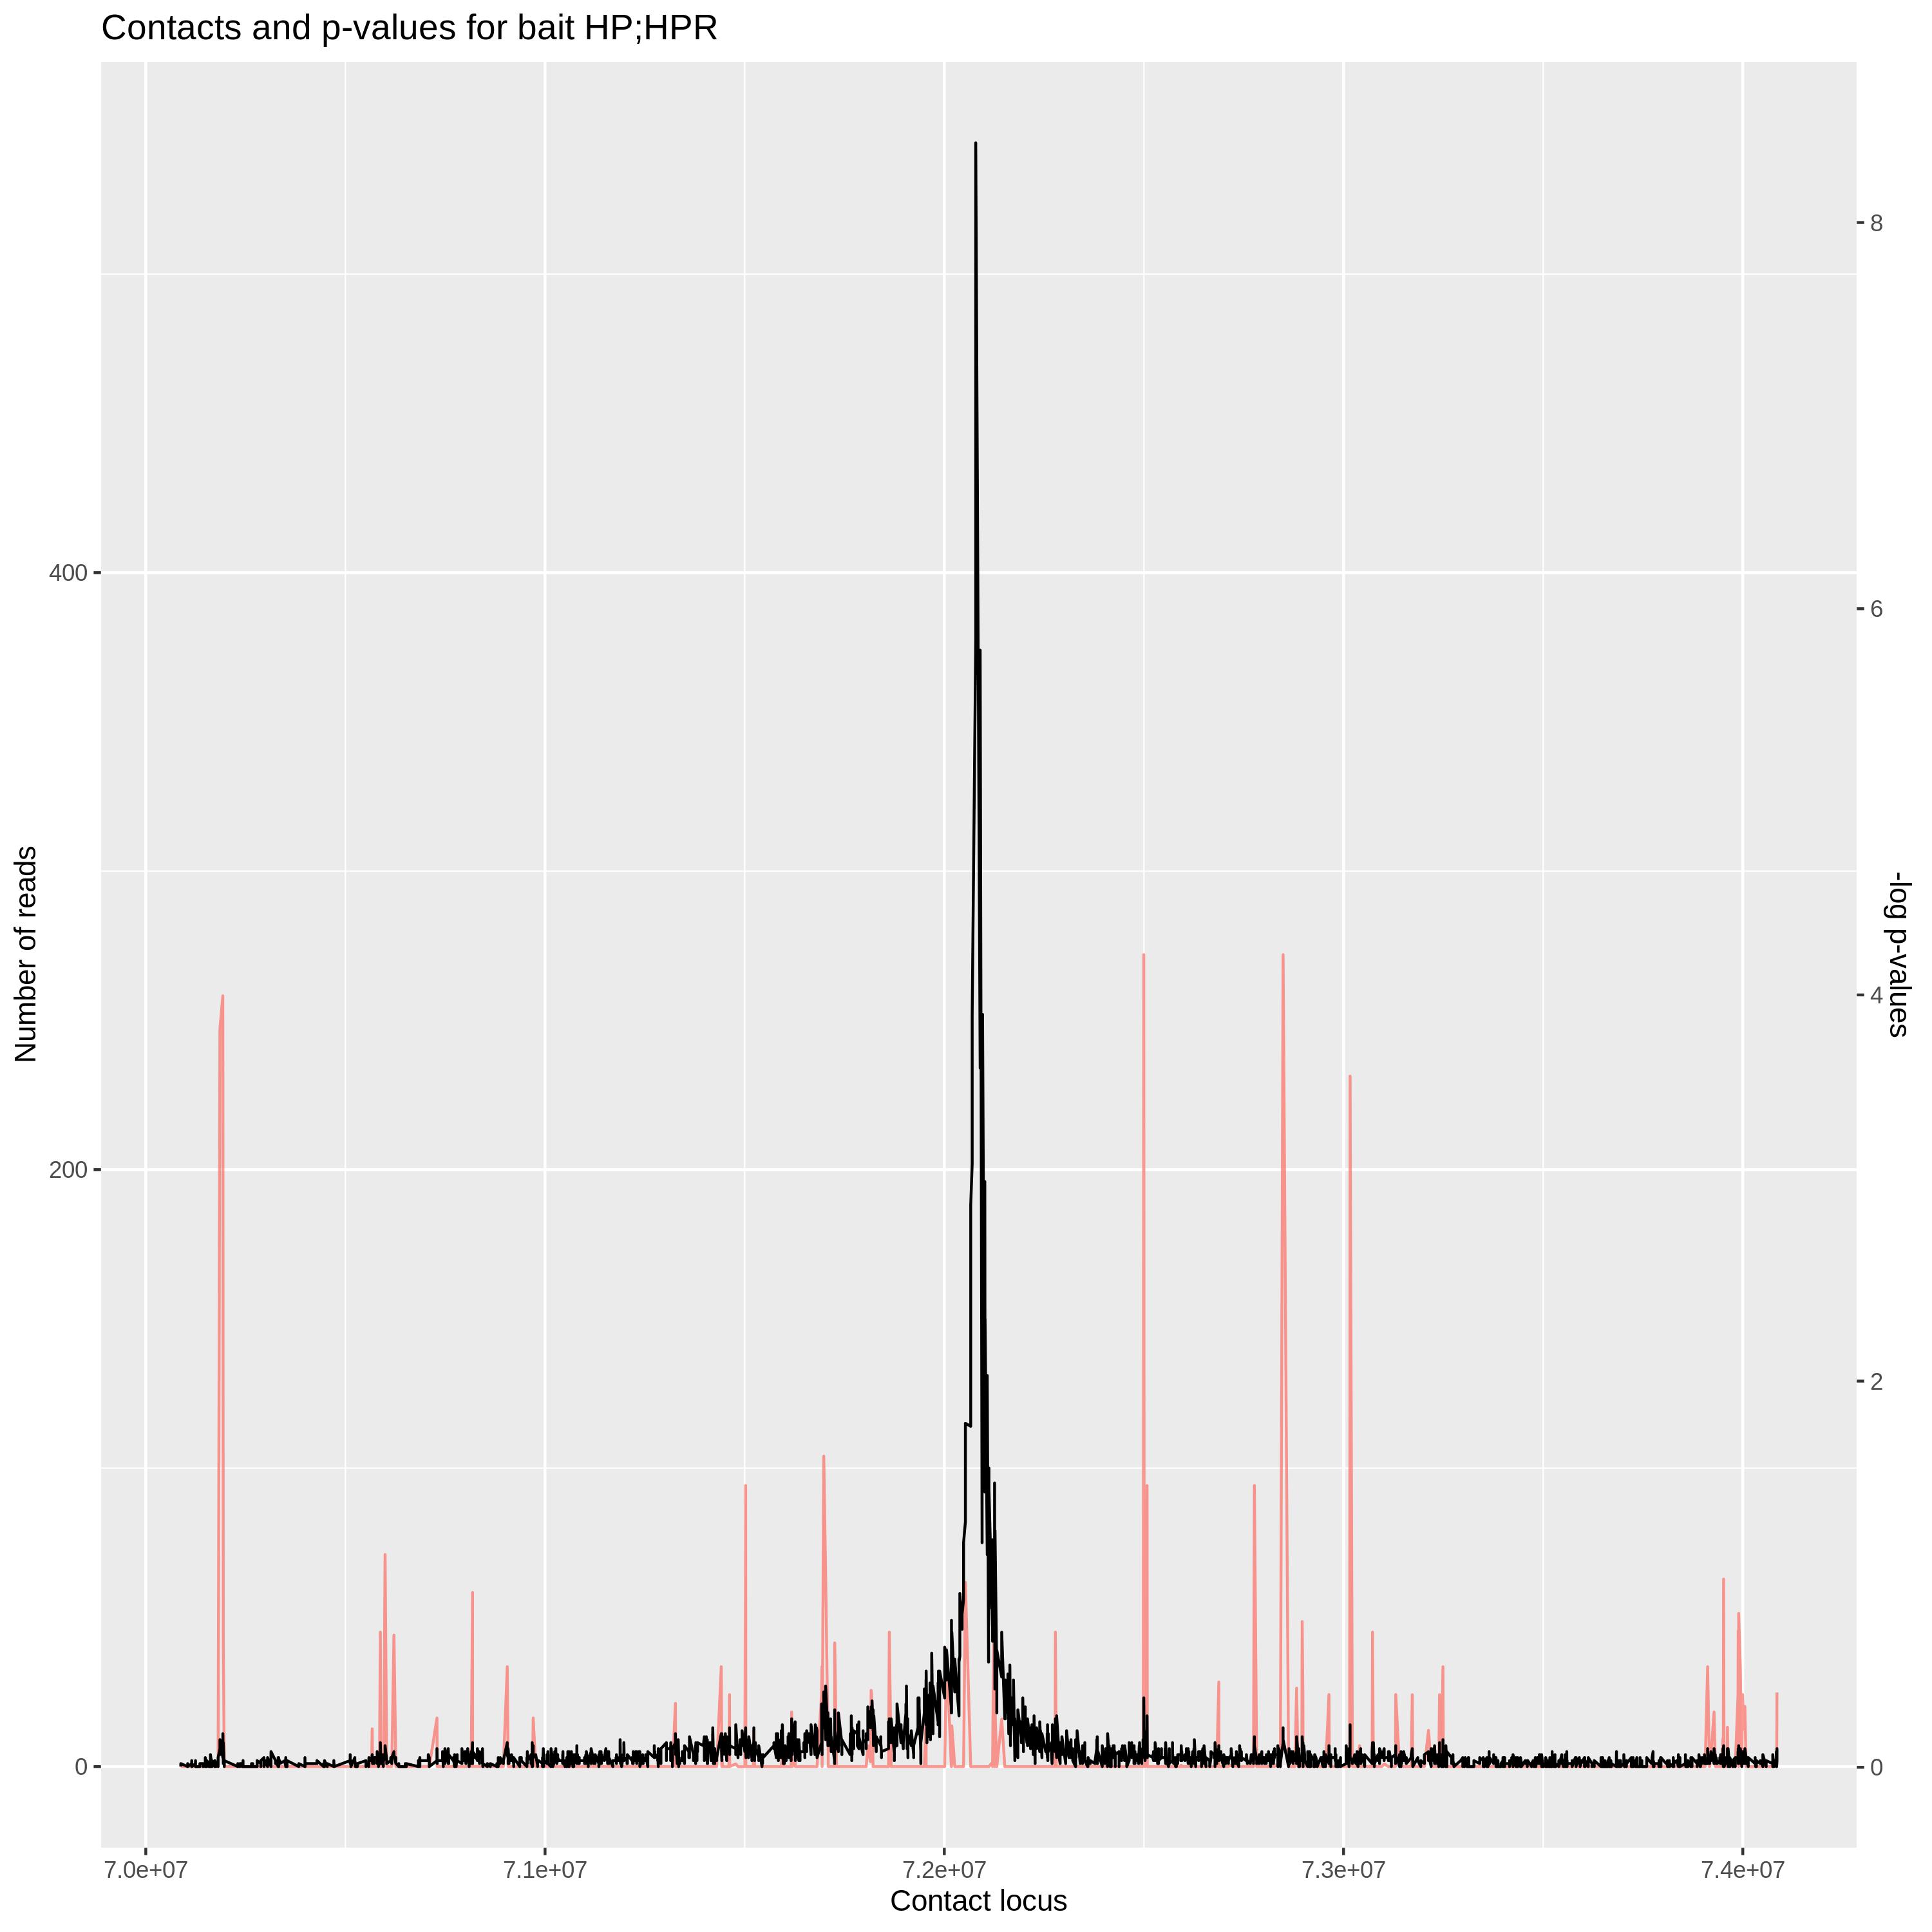 Contacts and p-values for bait HP;HPR
Number of reads
400
200
0
8
6
4
2
0
-log p-values
7.0e+07
7.1e+07
7.2e+07
7.3e+07
7.4e+07
Contact locus